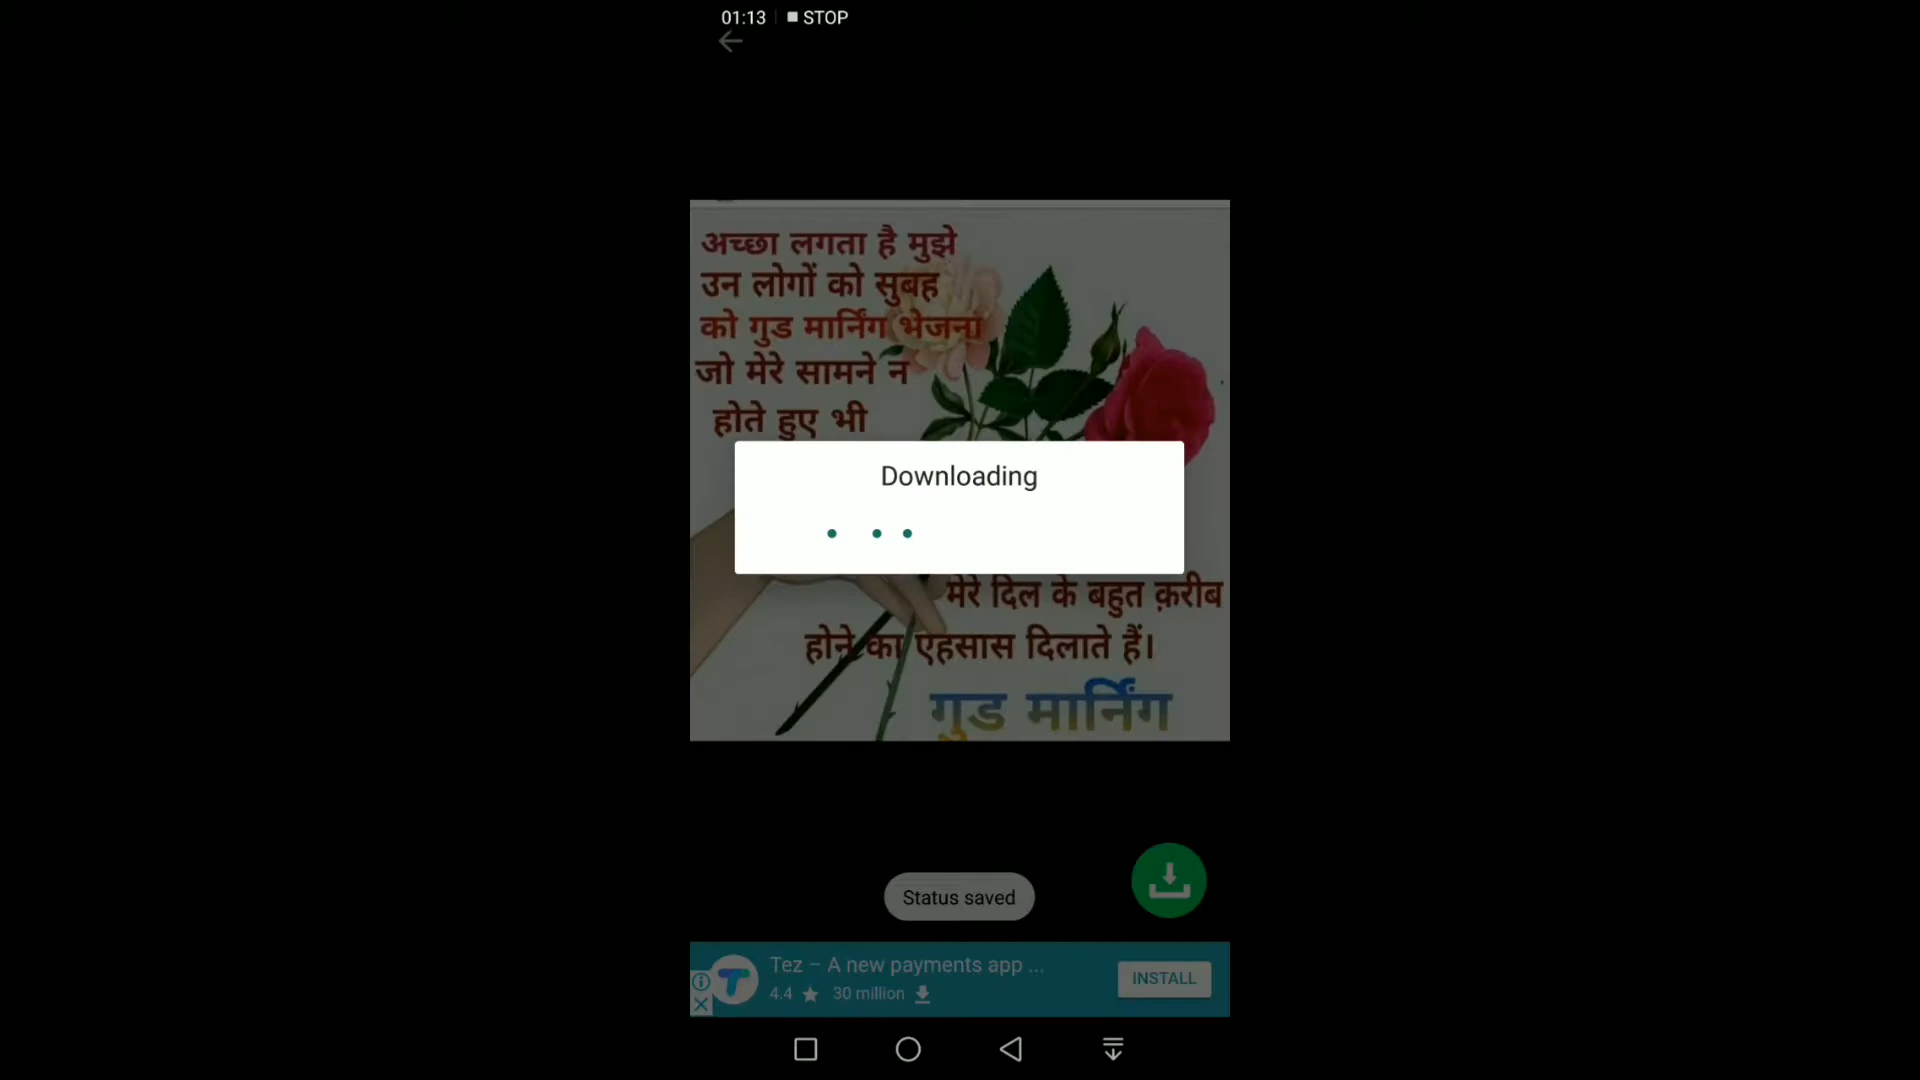 01:13 STOP
अच्छा लगता है मुझे
उन लोगों को सुबह
को गुड मार्निंग भेजना
जो मेरे सामने न
होते हुए भी
Downloading
मेरे दिल के बहुत क़रीब
होने का एहसास दिलाते हैं।
गुड मार्निंग
Status saved
Tez – A new payments app ...
4.4 ★ 30 million
INSTALL